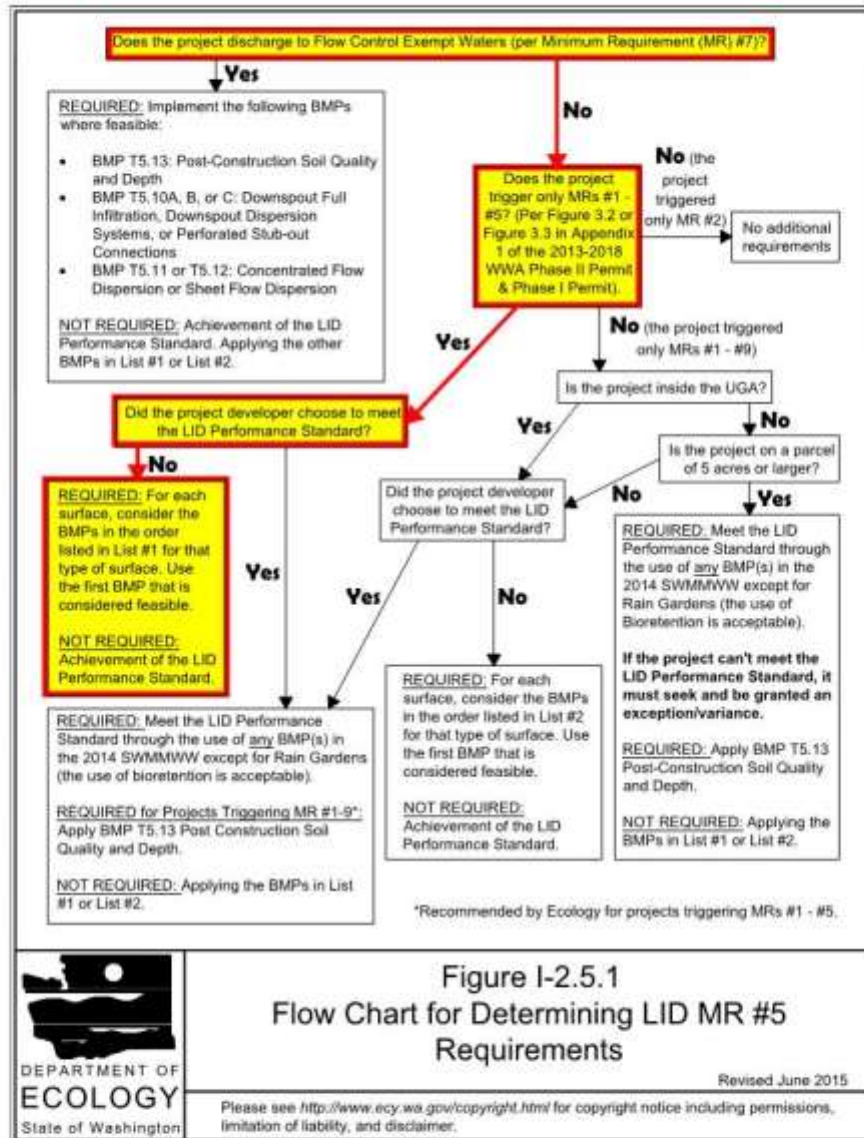 Does the project discharge to Flow Control Exempt Waters (per Minimum Requirement (MR) #7)?
Yes
No
REQUIRED: Implement the following BMPs
where feasible:
• BMP T5.13: Post-Construction Soil Quality
and Depth
• BMP T5.10A, B, or C: Downspout Full
Infiltration, Downspout Dispersion
Systems, or Perforated Stub-out
Connections
• BMP T5.11 or T5.12: Concentrated Flow
Dispersion or Sheet Flow Dispersion
NOT REQUIRED: Achievement of the LID
Performance Standard. Applying the other
BMPs in List #1 or List #2.
Does the project
trigger only MRs #1 -
#5? (Per Figure 3.2 or
Figure 3.3 in Appendix
1 of the 2013-2018
WWA Phase II Permit
& Phase I Permit).
No (the
project
triggered
only MR #2)
No additional
requirements
Yes
No (the project triggered
only MRs #1 - #9)
Is the project inside the UGA?
Did the project developer choose to meet
the LID Performance Standard?
Yes
No
Is the project on a parcel
of 5 acres or larger?
No
Did the project developer
choose to meet the LID
Performance Standard?
No
Yes
REQUIRED: For each
surface, consider the
BMPs in the order
listed in List #1 for that
type of surface. Use
the first BMP that is
considered feasible.
NOT REQUIRED:
Achievement of the LID
Performance Standard.
Yes
Yes
No
REQUIRED: Meet the LID
Performance Standard through
the use of any BMP(s) in the
2014 SWMMWW except for
Rain Gardens (the use of
Bioretention is acceptable).
If the project can't meet the
LID Performance Standard, it
must seek and be granted an
exception/variance.
REQUIRED: Apply BMP T5.13
Post-Construction Soil Quality
and Depth.
NOT REQUIRED: Applying the
BMPs in List #1 or List #2.
REQUIRED: For each
surface, consider the BMPs
in the order listed in List #2
for that type of surface. Use
the first BMP that is
considered feasible.
NOT REQUIRED:
Achievement of the LID
Performance Standard.
REQUIRED: Meet the LID Performance
Standard through the use of any BMP(s) in
the 2014 SWMMWW except for Rain Gardens
(the use of bioretention is acceptable).
REQUIRED for Projects Triggering MR #1-9*:
Apply BMP T5.13 Post Construction Soil
Quality and Depth.
NOT REQUIRED: Applying the BMPs in List
#1 or List #2.
*Recommended by Ecology for projects triggering MRs #1 - #5.
DEPARTMENT OF
ECOLOGY
State of Washington
Figure I-2.5.1
Flow Chart for Determining LID MR #5
Requirements
Revised June 2015
Please see http://www.ecy.wa.gov/copyright.html for copyright notice including permissions,
limitation of liability, and disclaimer.